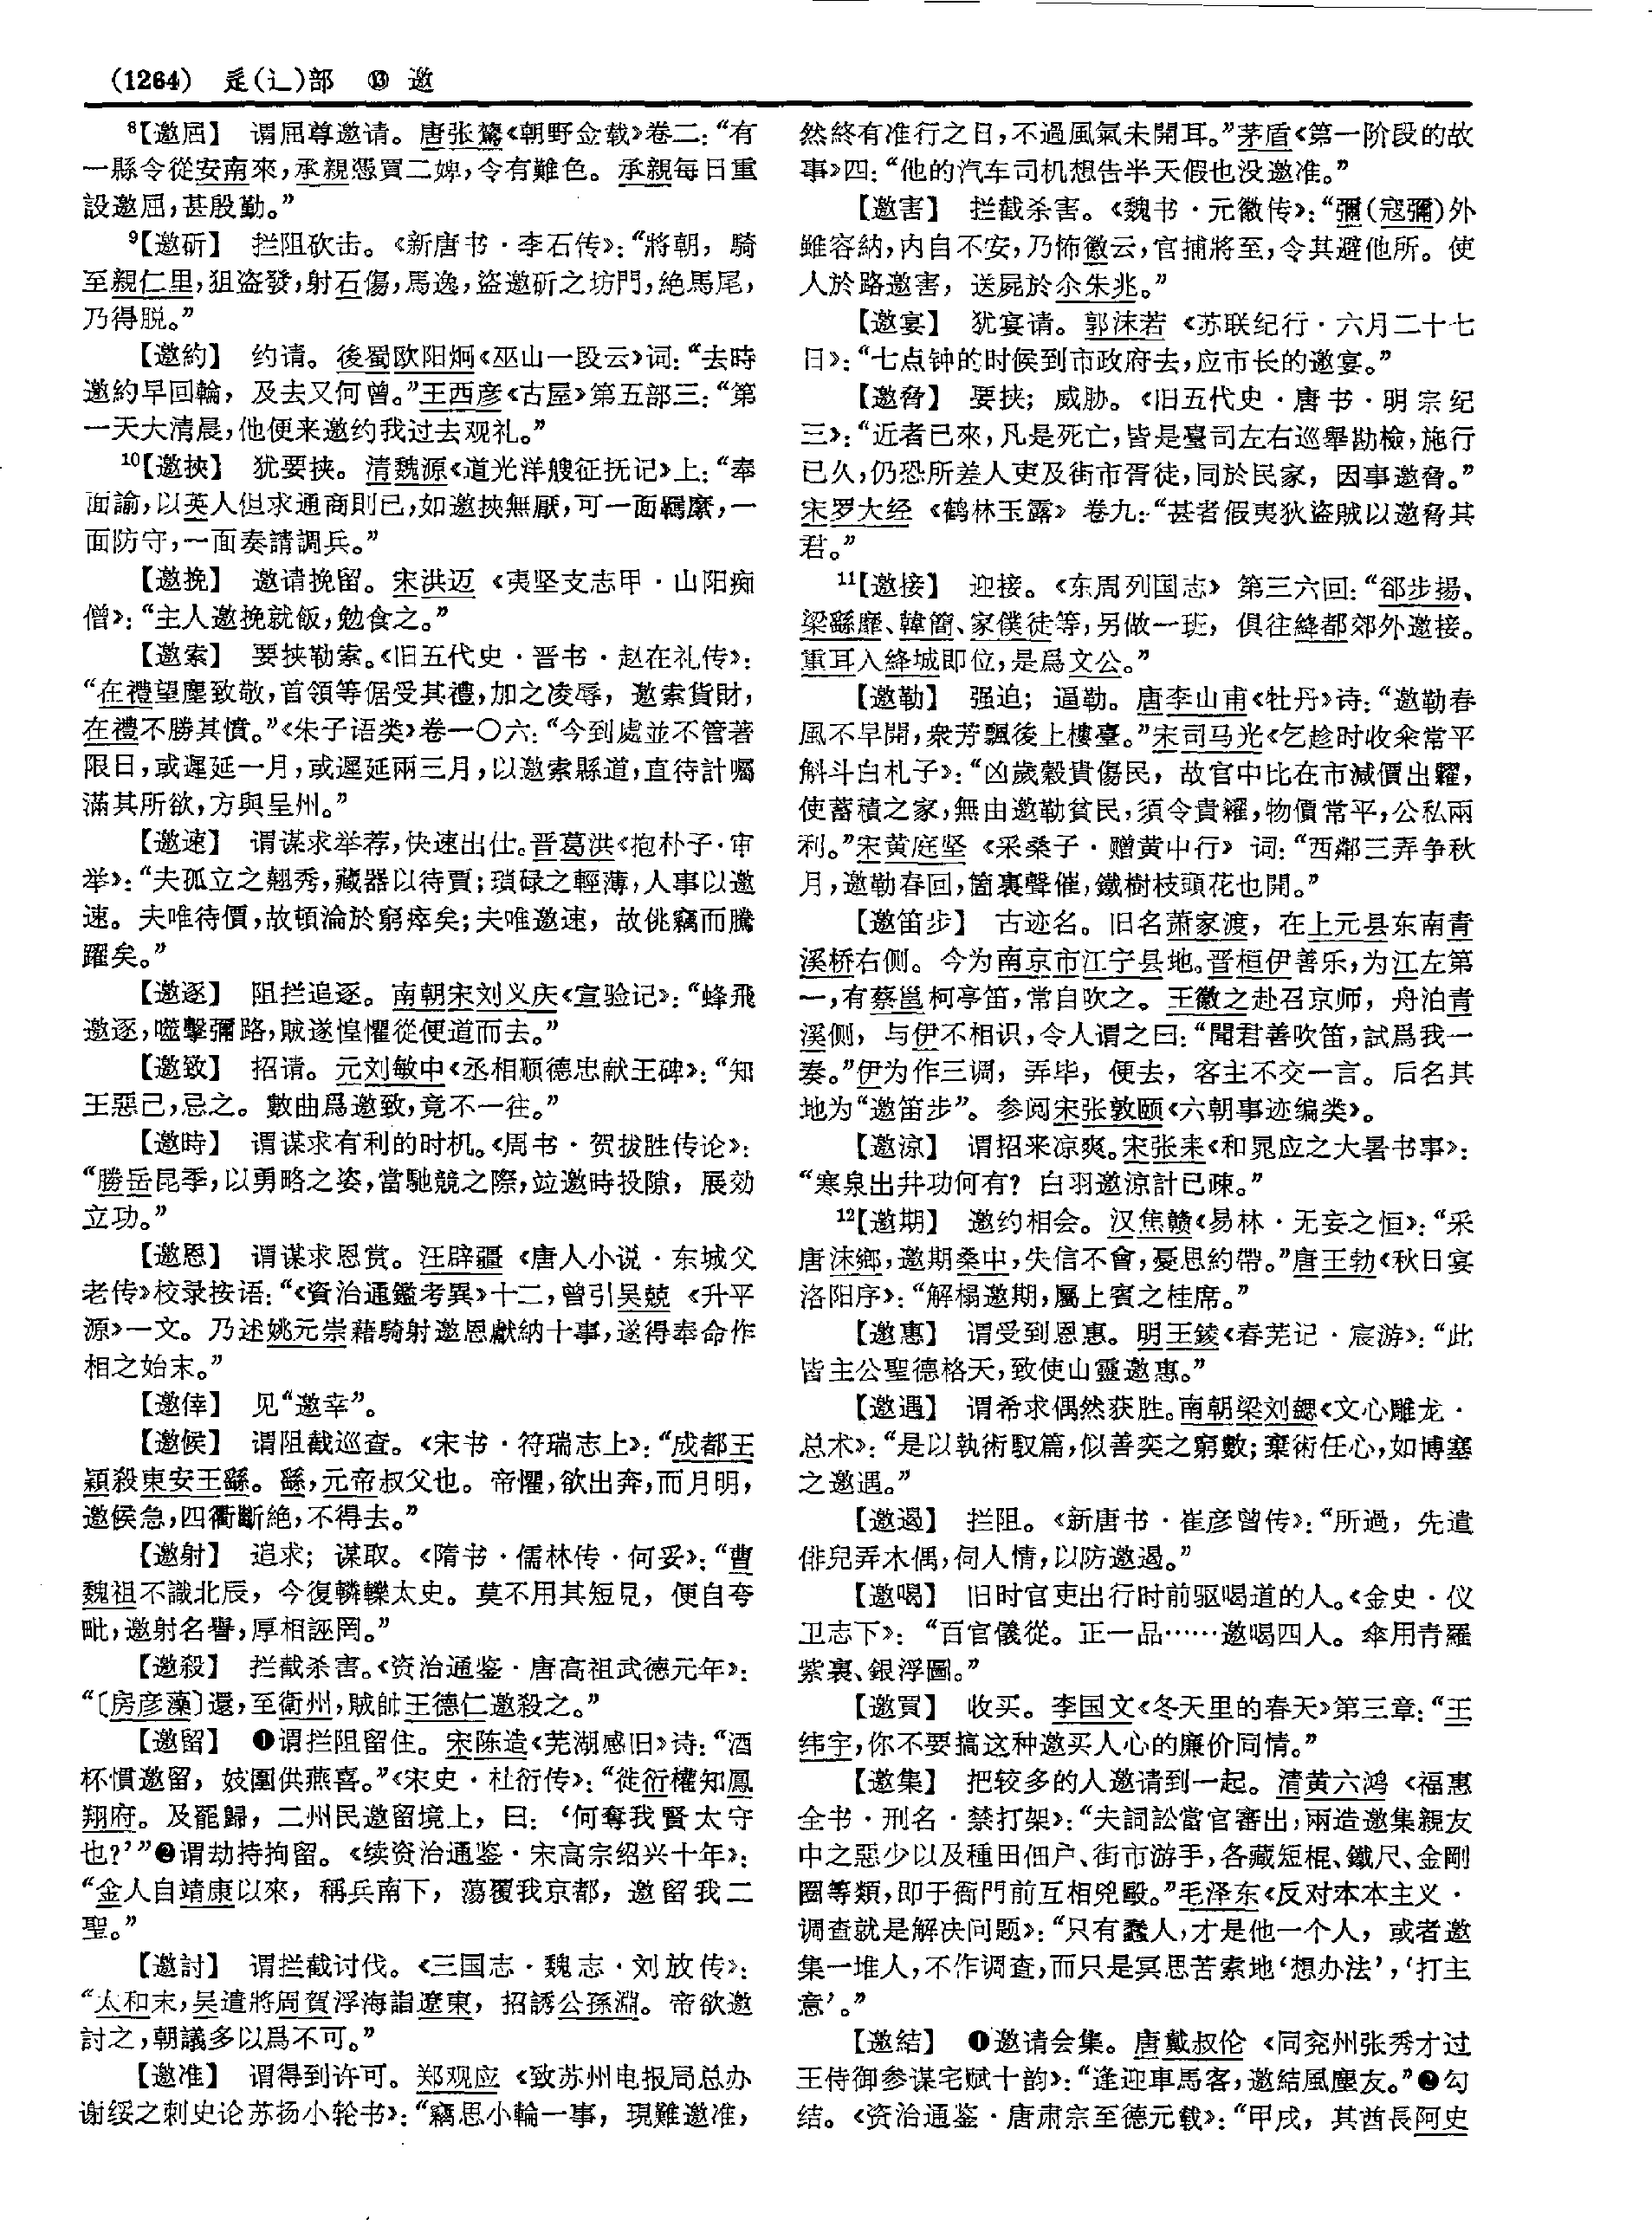 (1264) 辵(辶)部 ⑬ 邀
⁸【邀屈】 谓屈尊邀请。唐张鷟《朝野佥载》卷二：“有
一縣令從安南來，承親憑買二婢，令有難色。承親每日重
設邀屈，甚殷勤。”
⁹【邀斫】 拦阻砍击。《新唐书·李石传》：“將朝，騎
至親仁里，狙盜發，射石傷，馬逸，盜邀斫之坊門，絶馬尾，
乃得脱。”
【邀約】 约请。後蜀欧阳炯《巫山一段云》词：“去時
邀約早回輪，及去又何曾。”王西彦《古屋》第五部三：“第
一天大清晨，他便来邀约我过去观礼。”
¹⁰【邀挾】 犹要挟。清魏源《道光洋艘征抚记》上：“奉
面諭，以英人但求通商則已，如邀挾無厭，可一面羈縻，一
面防守，一面奏請調兵。”
【邀挽】 邀请挽留。宋洪迈《夷坚支志甲·山阳痴
僧》：“主人邀挽就飯，勉食之。”
【邀索】 要挟勒索。《旧五代史·晋书·赵在礼传》：
“在禮望塵致敬，首領等倨受其禮，加之凌辱，邀索貨財，
在禮不勝其憤。”《朱子语类》卷一〇六：“今到處並不管著
限日，或遲延一月，或遲延兩三月，以邀索縣道，直待計囑
滿其所欲，方與呈州。”
【邀速】 谓谋求举荐，快速出仕。晋葛洪《抱朴子·审
举》：“夫孤立之翹秀，藏器以待賈；瑣碌之輕薄，人事以邀
速。夫唯待價，故頓淪於窮瘁矣；夫唯邀速，故佻竊而騰
躍矣。”
【邀逐】 阻拦追逐。南朝宋刘义庆《宣验记》：“蜂飛
邀逐，噬擊彌路，賊遂惶懼從便道而去。”
【邀致】 招请。元刘敏中《丞相顺德忠献王碑》：“知
王惡己，忌之。數曲爲邀致，竟不一往。”
【邀時】 谓谋求有利的时机。《周书·贺拔胜传论》：
“勝岳昆季，以勇略之姿，當馳競之際，竝邀時投隙，展効
立功。”
【邀恩】 谓谋求恩赏。汪辟疆《唐人小说·东城父
老传》校录按语：“《資治通鑑考異》十二，曾引吴兢《升平
源》一文。乃述姚元崇藉騎射邀恩獻納十事，遂得奉命作
相之始末。”
【邀倖】 见“邀幸”。
【邀候】 谓阻截巡查。《宋书·符瑞志上》：“成都王
穎殺東安王繇。繇，元帝叔父也。帝懼，欲出奔，而月明，
邀候急，四衢斷絶，不得去。”
【邀射】 追求；谋取。《隋书·儒林传·何妥》：“曹
魏祖不識北辰，今復轔轢太史。莫不用其短見，便自夸
毗，邀射名譽，厚相誣罔。”
【邀殺】 拦截杀害。《资治通鉴·唐高祖武德元年》：
“〔房彦藻〕還，至衛州，賊帥王德仁邀殺之。”
【邀留】 ❶谓拦阻留住。宋陈造《芜湖感旧》诗：“酒
杯慣邀留，妓圍供燕喜。”《宋史·杜衍传》：“徙衍權知鳳
翔府。及罷歸，二州民邀留境上，曰：‘何奪我賢太守
也？’”❷谓劫持拘留。《续资治通鉴·宋高宗绍兴十年》：
“金人自靖康以來，稱兵南下，蕩覆我京都，邀留我二
聖。”
【邀討】 谓拦截讨伐。《三国志·魏志·刘放传》：
“太和末，吴遣將周賀浮海詣遼東，招誘公孫淵。帝欲邀
討之，朝議多以爲不可。”
【邀准】 谓得到许可。郑观应《致苏州电报局总办
谢绥之刺史论苏扬小轮书》：“竊思小輪一事，現難邀准，
然終有准行之日，不過風氣未開耳。”茅盾《第一阶段的故
事》四：“他的汽车司机想告半天假也没邀准。”
【邀害】 拦截杀害。《魏书·元徽传》：“彌(寇彌)外
雖容納，内自不安，乃怖徽云，官捕將至，令其避他所。使
人於路邀害，送屍於尒朱兆。”
【邀宴】 犹宴请。郭沫若《苏联纪行·六月二十七
日》：“七点钟的时候到市政府去，应市长的邀宴。”
【邀脅】 要挟；威胁。《旧五代史·唐书·明宗纪
三》：“近者已來，凡是死亡，皆是臺司左右巡舉勘檢，施行
已久，仍恐所差人吏及街市胥徒，同於民家，因事邀脅。”
宋罗大经《鹤林玉露》卷九：“甚者假夷狄盜賊以邀脅其
君。”
¹¹【邀接】 迎接。《东周列国志》第三六回：“郤步揚、
梁繇靡、韓簡、家僕徒等，另做一班，俱往絳都郊外邀接。
重耳入絳城即位，是爲文公。”
【邀勒】 强迫；逼勒。唐李山甫《牡丹》诗：“邀勒春
風不早開，衆芳飄後上樓臺。”宋司马光《乞趁时收籴常平
斛斗白札子》：“凶歲穀貴傷民，故官中比在市減價出糶，
使蓄積之家，無由邀勒貧民，須令貴糴，物價常平，公私兩
利。”宋黄庭坚《采桑子·赠黄中行》词：“西鄰三弄争秋
月，邀勒春回，箇裏聲催，鐵樹枝頭花也開。”
【邀笛步】 古迹名。旧名萧家渡，在上元县东南青
溪桥右侧。今为南京市江宁县地。晋桓伊善乐，为江左第
一，有蔡邕柯亭笛，常自吹之。王徽之赴召京师，舟泊青
溪侧，与伊不相识，令人谓之曰：“聞君善吹笛，試爲我一
奏。”伊为作三调，弄毕，便去，客主不交一言。后名其
地为“邀笛步”。参阅宋张敦颐《六朝事迹编类》。
【邀涼】 谓招来凉爽。宋张耒《和晁应之大暑书事》：
“寒泉出井功何有？白羽邀涼計已疎。”
¹²【邀期】 邀约相会。汉焦赣《易林·无妄之恒》：“采
唐沬鄉，邀期桑中，失信不會，憂思約帶。”唐王勃《秋日宴
洛阳序》：“解榻邀期，屬上賓之桂席。”
【邀惠】 谓受到恩惠。明王錂《春芜记·宸游》：“此
皆主公聖德格天，致使山靈邀惠。”
【邀遇】 谓希求偶然获胜。南朝梁刘勰《文心雕龙·
总术》：“是以執術馭篇，似善奕之窮數；棄術任心，如博塞
之邀遇。”
【邀遏】 拦阻。《新唐书·崔彦曾传》：“所過，先遣
俳兒弄木偶，伺人情，以防邀遏。”
【邀喝】 旧时官吏出行时前驱喝道的人。《金史·仪
卫志下》：“百官儀從。正一品……邀喝四人。傘用青羅
紫裏、銀浮圖。”
【邀買】 收买。李国文《冬天里的春天》第三章：“王
纬宇，你不要搞这种邀买人心的廉价同情。”
【邀集】 把较多的人邀请到一起。清黄六鸿《福惠
全书·刑名·禁打架》：“夫詞訟當官審出，兩造邀集親友
中之惡少以及種田佃户、街市游手，各藏短棍、鐵尺、金剛
圈等類，即于衙門前互相兇毆。”毛泽东《反对本本主义·
调查就是解决问题》：“只有蠢人，才是他一个人，或者邀
集一堆人，不作调查，而只是冥思苦索地‘想办法’，‘打主
意’。”
【邀結】 ❶邀请会集。唐戴叔伦《同兖州张秀才过
王侍御参谋宅赋十韵》：“逢迎車馬客，邀結風塵友。”❷勾
结。《资治通鉴·唐肃宗至德元载》：“甲戌，其酋長阿史